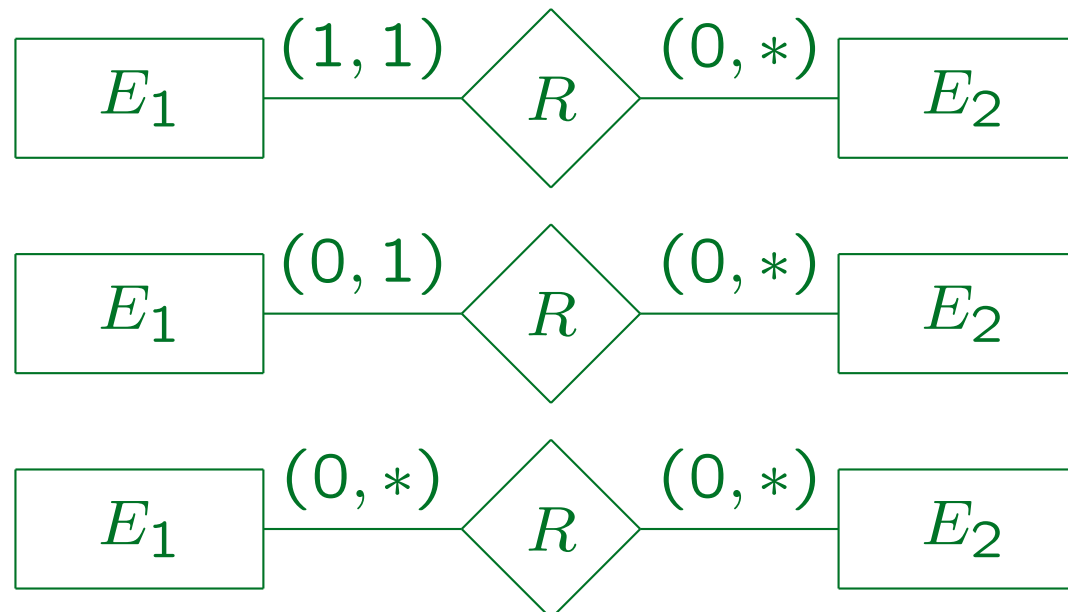 E₁ (1,1) R (0,*) E₂
E₁ (0,1) R (0,*) E₂
E₁ (0,*) R (0,*) E₂